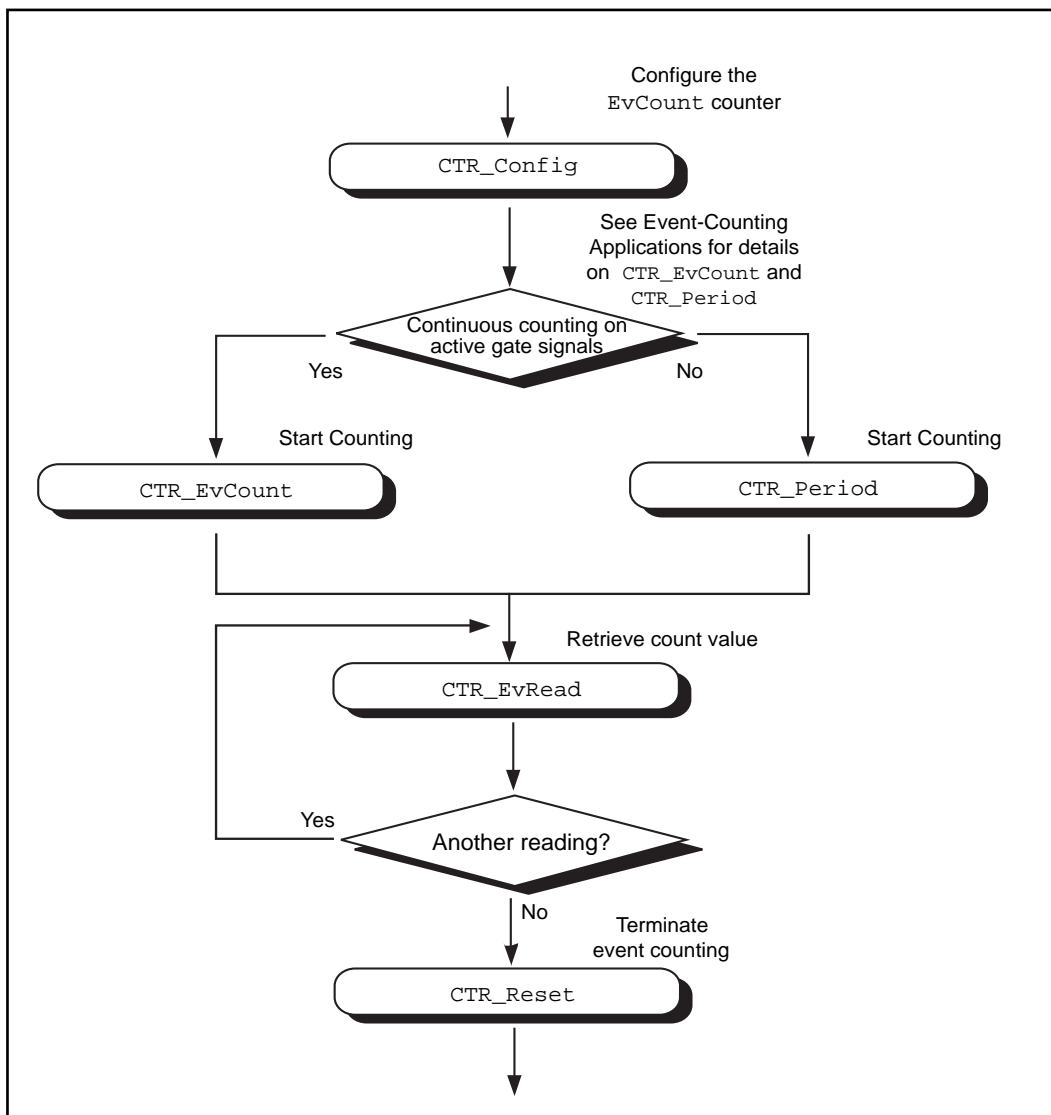 Configure the
EvCount counter
CTR_Config
See Event-Counting
Applications for details
on CTR_EvCount and
CTR_Period
Continuous counting on
active gate signals
Yes
No
Start Counting
Start Counting
CTR_EvCount
CTR_Period
Retrieve count value
CTR_EvRead
Yes
Another reading?
No
Terminate
event counting
CTR_Reset